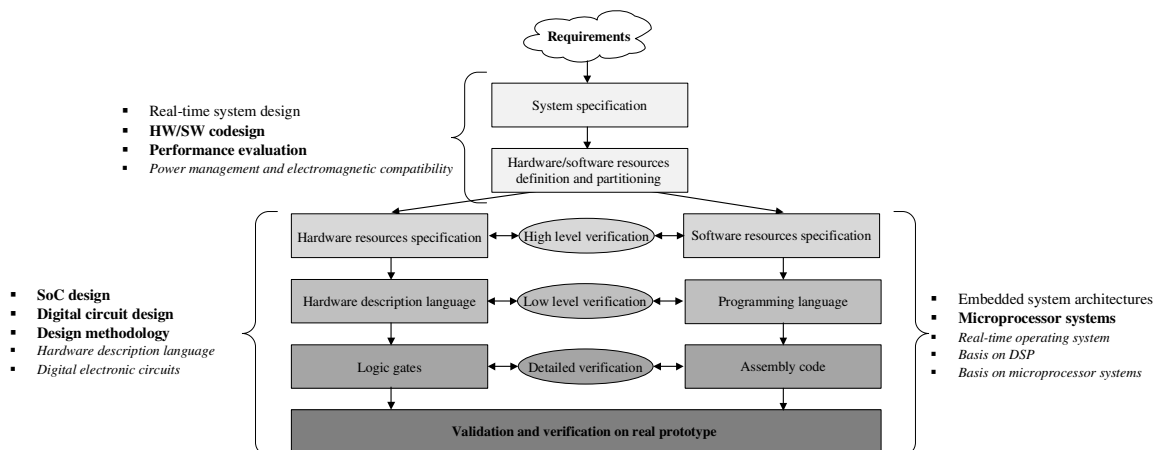 Requirements
System specification
▪ Real-time system design
▪ HW/SW codesign
▪ Performance evaluation
▪ Power management and electromagnetic compatibility
Hardware/software resources
definition and partitioning
Hardware resources specification
High level verification
Software resources specification
▪ SoC design
▪ Digital circuit design
▪ Design methodology
▪ Hardware description language
▪ Digital electronic circuits
Hardware description language
Low level verification
Programming language
▪ Embedded system architectures
▪ Microprocessor systems
▪ Real-time operating system
▪ Basis on DSP
▪ Basis on microprocessor systems
Logic gates
Detailed verification
Assembly code
Validation and verification on real prototype